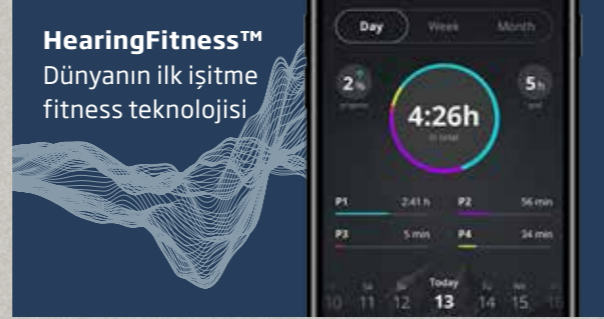 HearingFitness™
Dünyanın ilk işitme
fitness teknolojisi
Day Week Month
2%
5h
4:26h
in total
P1 2:41 h P2 56 min
P3 5 min P4 34 min
Today
10 11 12 13 14 15